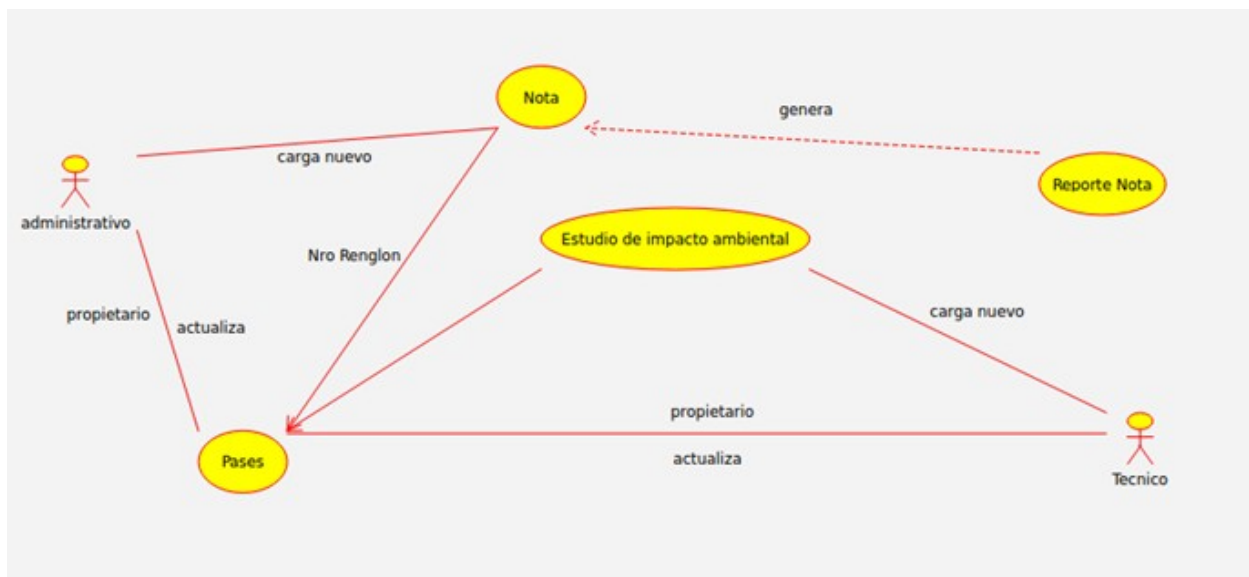 Nota
genera
carga nuevo
Reporte Nota
administrativo
Estudio de impacto ambiental
Nro Renglon
propietario
actualiza
carga nuevo
propietario
actualiza
Pases
Tecnico